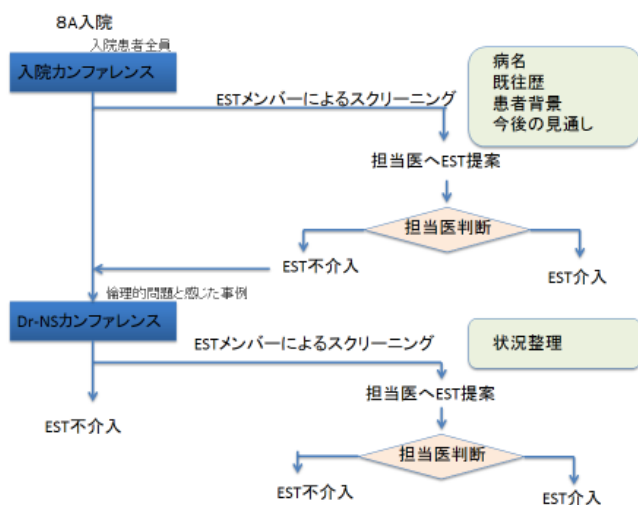 8A入院
入院患者全員
入院カンファレンス
ESTメンバーによるスクリーニング
病名
既往歴
患者背景
今後の見通し
担当医へEST提案
担当医判断
EST不介入
EST介入
倫理的問題と感じた事例
Dr-NSカンファレンス
ESTメンバーによるスクリーニング
状況整理
担当医へEST提案
EST不介入
担当医判断
EST不介入
EST介入